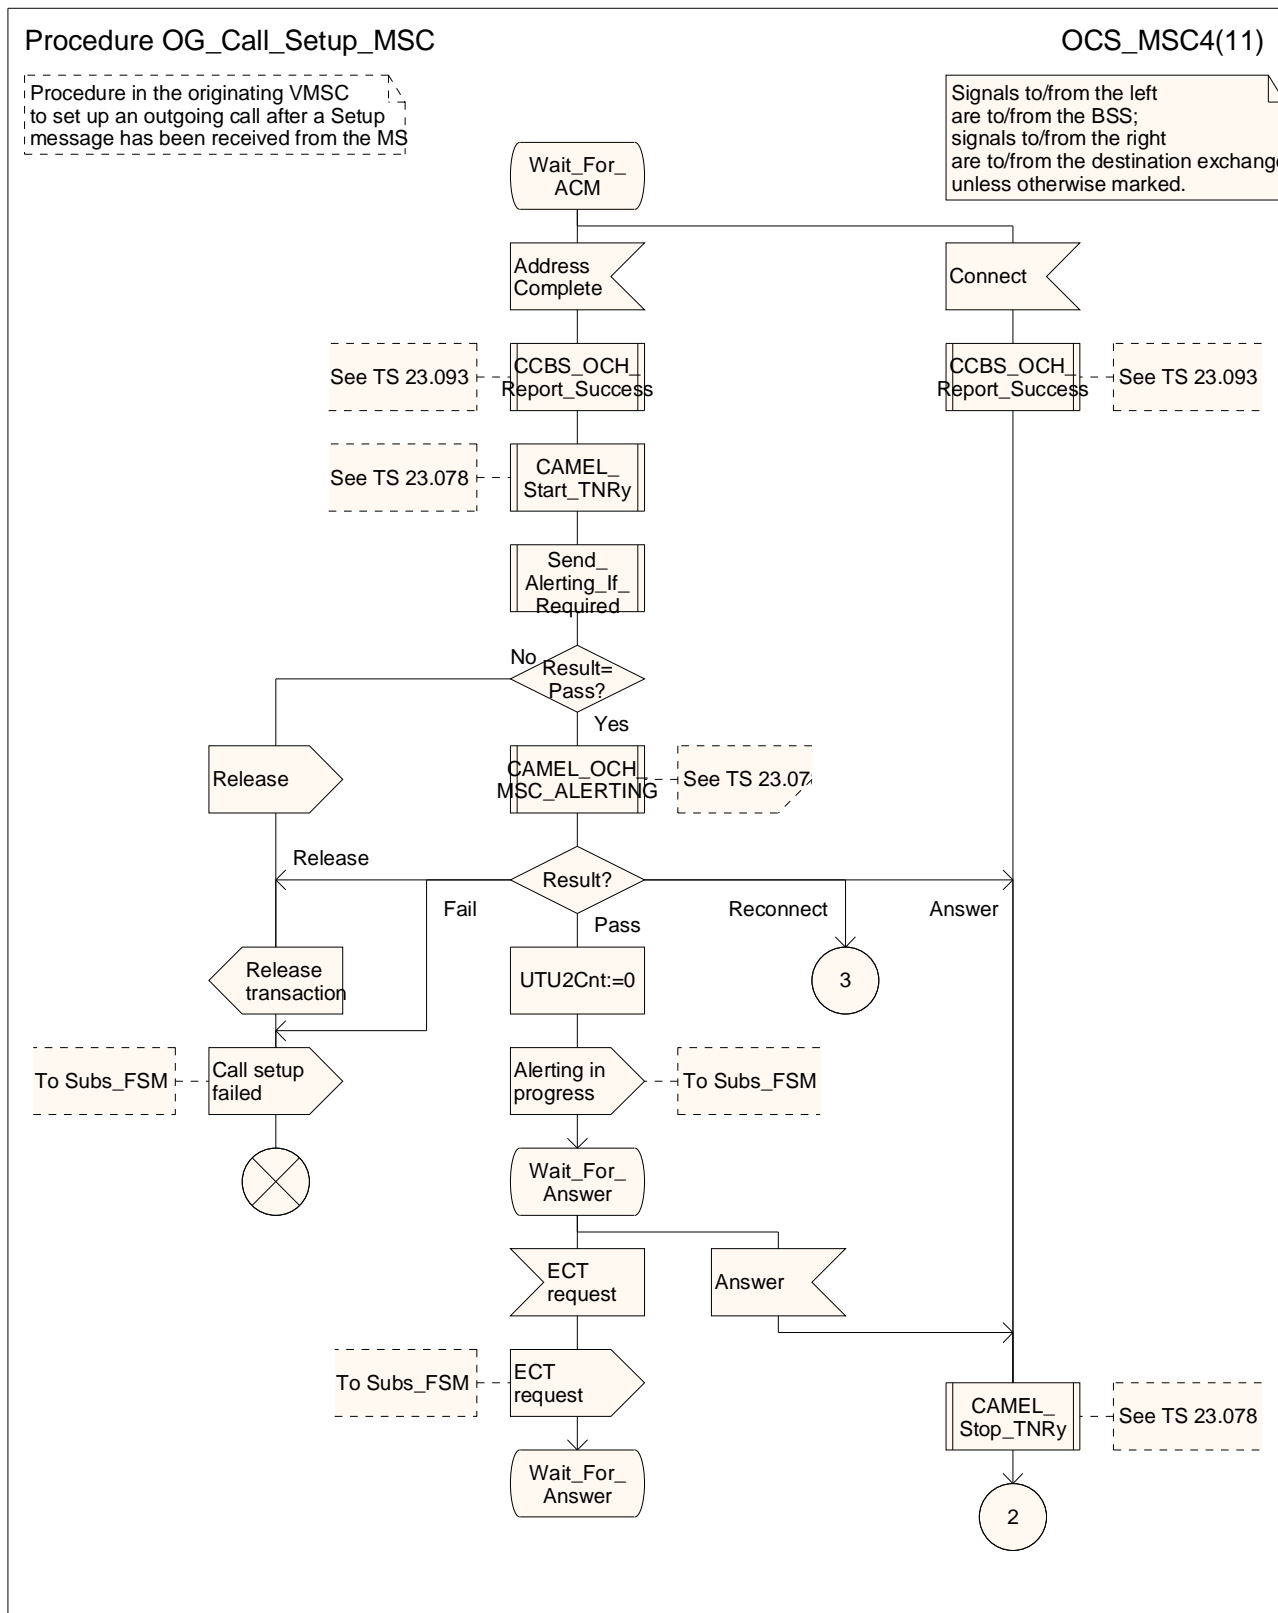 Procedure OG_Call_Setup_MSC
OCS_MSC4(11)
Procedure in the originating VMSC
to set up an outgoing call after a Setup
message has been received from the MS
Signals to/from the left
are to/from the BSS;
signals to/from the right
are to/from the destination exchange
unless otherwise marked.
Wait_For_
ACM
Address
Complete
Connect
See TS 23.093
CCBS_OCH_
Report_Success
CCBS_OCH_
Report_Success
See TS 23.093
See TS 23.078
CAMEL_
Start_TNRy
Send_
Alerting_If_
Required
No
Result=
Pass?
Yes
Release
CAMEL_OCH_
MSC_ALERTING
See TS 23.07
Release
Result?
Fail
Reconnect
Answer
Pass
Release
transaction
UTU2Cnt:=0
3
To Subs_FSM
Call setup
failed
Alerting in
progress
To Subs_FSM
Wait_For_
Answer
ECT
request
Answer
To Subs_FSM
ECT
request
CAMEL_
Stop_TNRy
See TS 23.078
Wait_For_
Answer
2